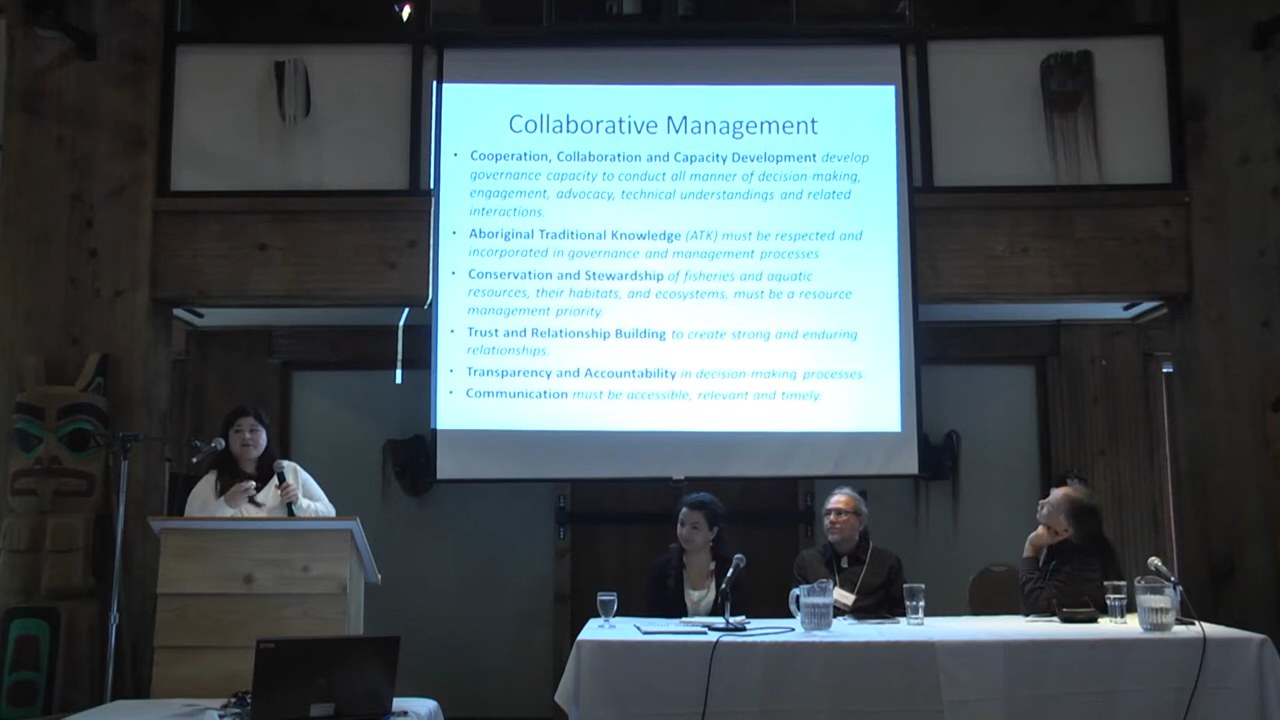 Collaborative Management
• Cooperation, Collaboration and Capacity Development develop
governance capacity to conduct all manner of decision-making,
engagement, advocacy, technical understandings and related
interactions.
• Aboriginal Traditional Knowledge (ATK) must be respected and
incorporated in governance and management processes
• Conservation and Stewardship of fisheries and aquatic
resources, their habitats, and ecosystems, must be a resource
management priority.
• Trust and Relationship Building to create strong and enduring
relationships.
• Transparency and Accountability in decision-making processes.
• Communication must be accessible, relevant and timely.